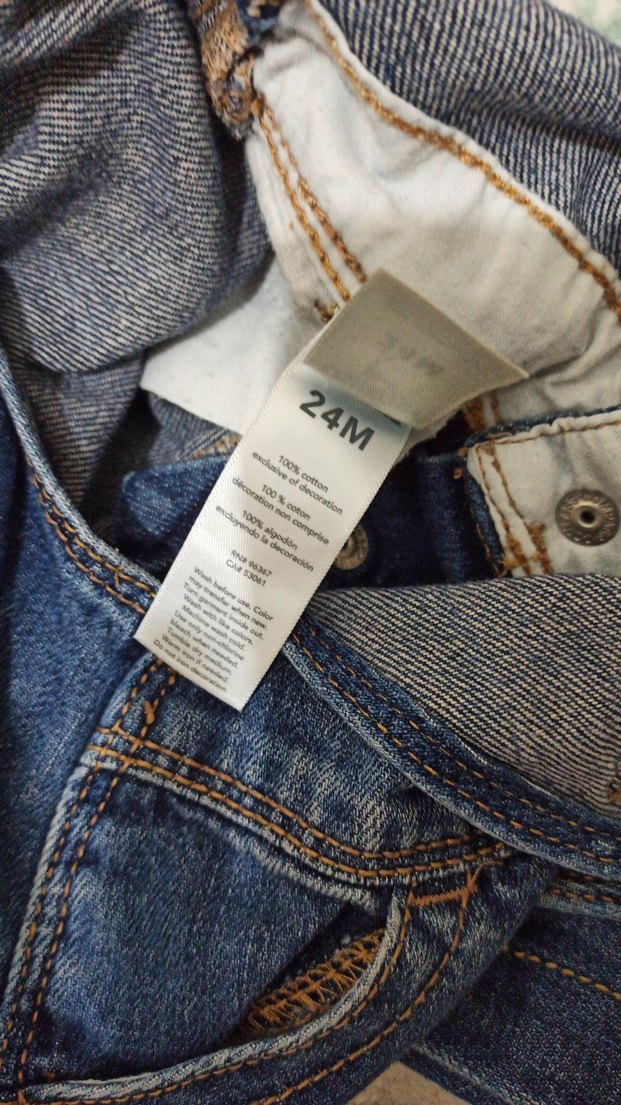 24M
100% cotton
exclusive of decoration
100 % coton
décoration non comprise
100% algodón
excluyendo la decoración
RN# 96367
CA# 53061
Wash before use. Color
may transfer when new.
Turn garment inside out.
Wash with like colors.
Machine wash cold.
Use only non-chlorine
bleach when needed.
Tumble dry medium.
Warm iron if needed.
Do not iron decoration.